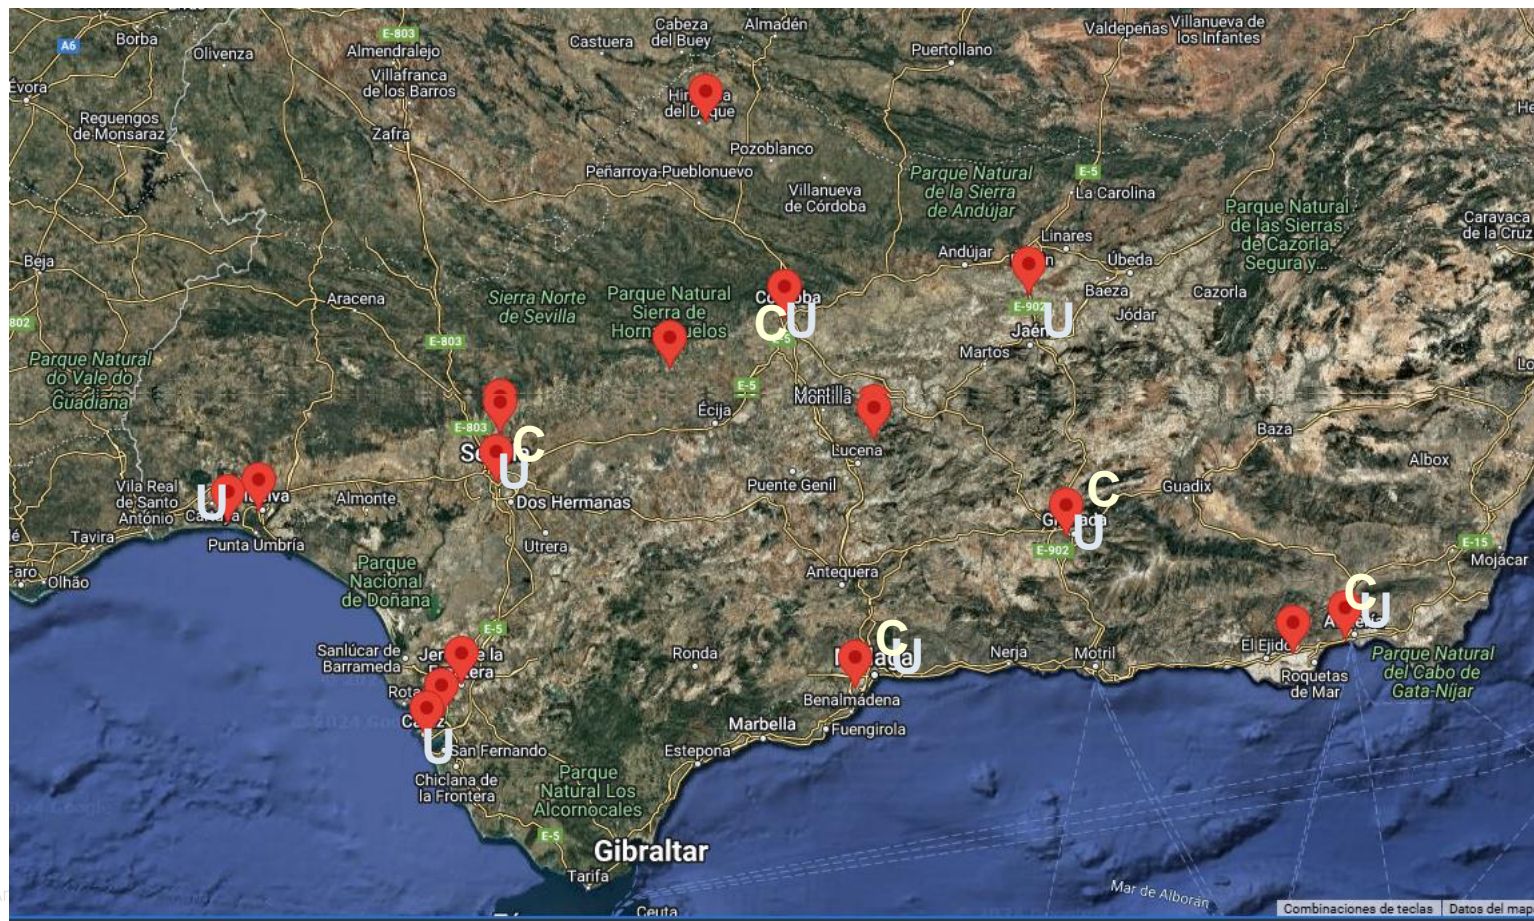 Borba
A6
Olivenza
E-803
Almendralejo
Villafranca
de los Barros
Castuera
Cabeza
del Buey
Almadén
Puertollano
Valdepeñas
Villanueva de
los Infantes
Évora
Reguengos
de Monsaraz
Zafra
del
Pozoblanco
Peñarroya-Pueblonuevo
Villanueva
de Córdoba
Parque Natural
de la Sierra
de Andújar
E-5
La Carolina
Parque Natural
de las Sierras
de Cazorla,
Segura y...
Caravaca
de la Cruz
Linares
Andújar
Úbeda
Baeza
Cazorla
Jódar
Beja
Aracena
Sierra Norte
de Sevilla
Parque Natural
Sierra de
C
U
E-5
E-902
U
Martos
802
E-803
Parque Natural
do Vale do
Guadiana
E-5
Écija
Montilla
Montilla
Lucena
Baza
Albox
E-803
C
U
Dos Hermanas
Puente Genil
Guadix
C
U
E-902
Vila Real
de Santo
António
U
Almonte
Tavira
Punta Umbría
Utrera
Faro
Olhão
Parque
Nacional
de Doñana
Antequera
E-15
Mojácar
E-5
Sanlúcar de
Barrameda
Rota
Ronda
C
U
Nerja
Motril
El Ejido
C
U
Roquetas
de Mar
Parque Natural
del Cabo de
Gata-Níjar
Benalmádena
Marbella
Fuengirola
U
San Fernando
Chiclana de
la Frontera
Estepona
Parque
Natural Los
Alcornocales
E-5
Gibraltar
Tarifa
Ceuta
Mar de Alborán
Combinaciones de teclas
Datos del map